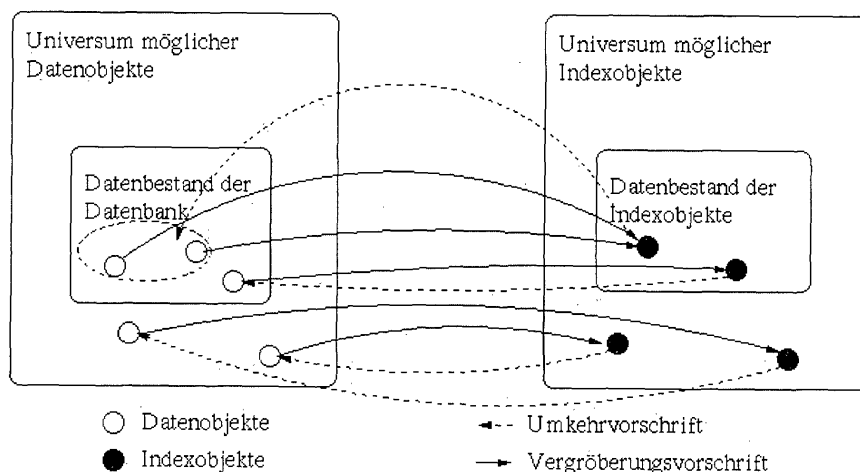 Universum möglicher
Datenobjekte
Universum möglicher
Indexobjekte
Datenbestand der
Datenbank
Datenbestand der
Indexobjekte
Datenobjekte
Umkehrvorschrift
Indexobjekte
Vergröberungsvorschrift